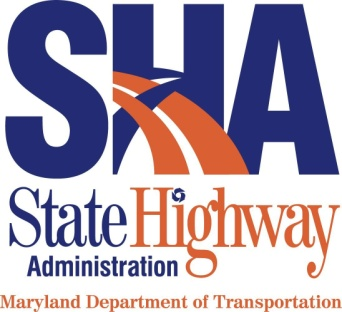 SHA
State Highway
Administration
Maryland Department of Transportation